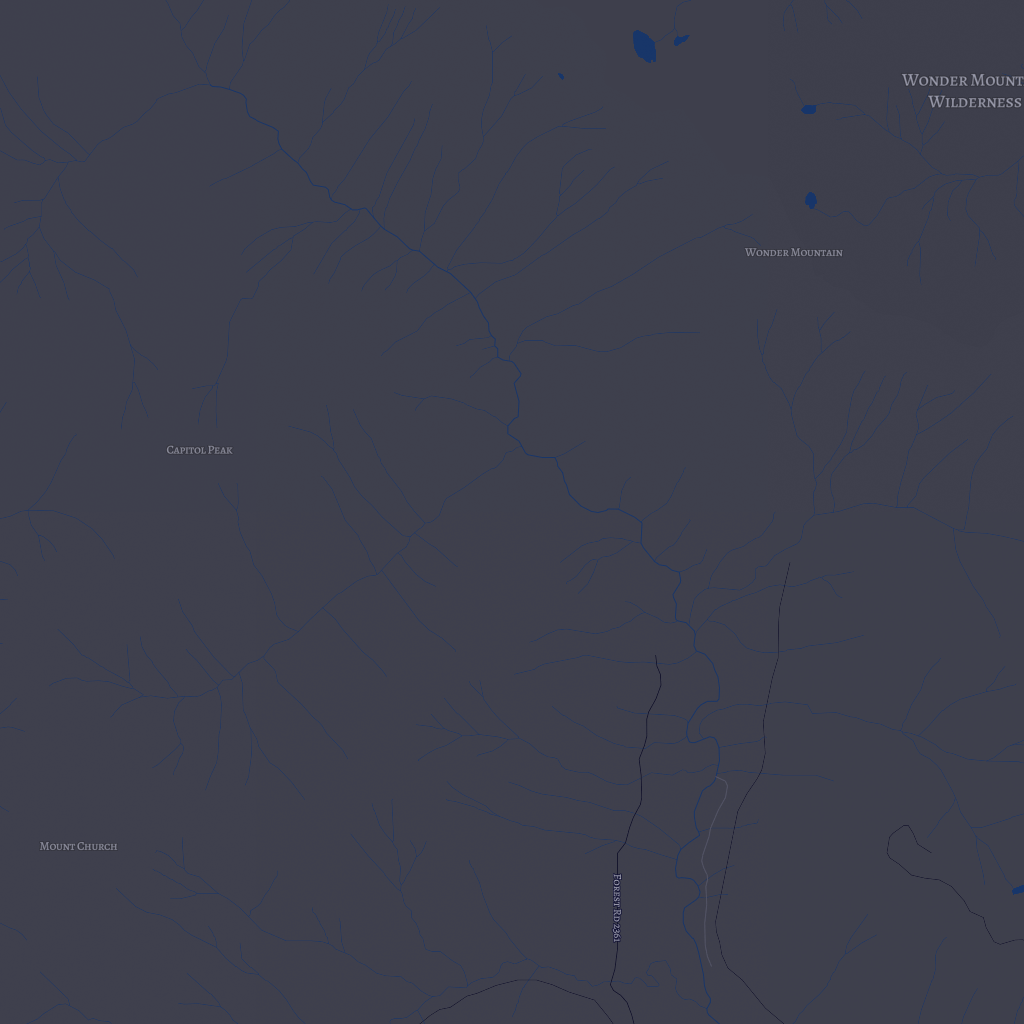 Wonder Mount
Wilderness
Wonder Mountain
Capitol Peak
Mount Church
Forest Rd 2361